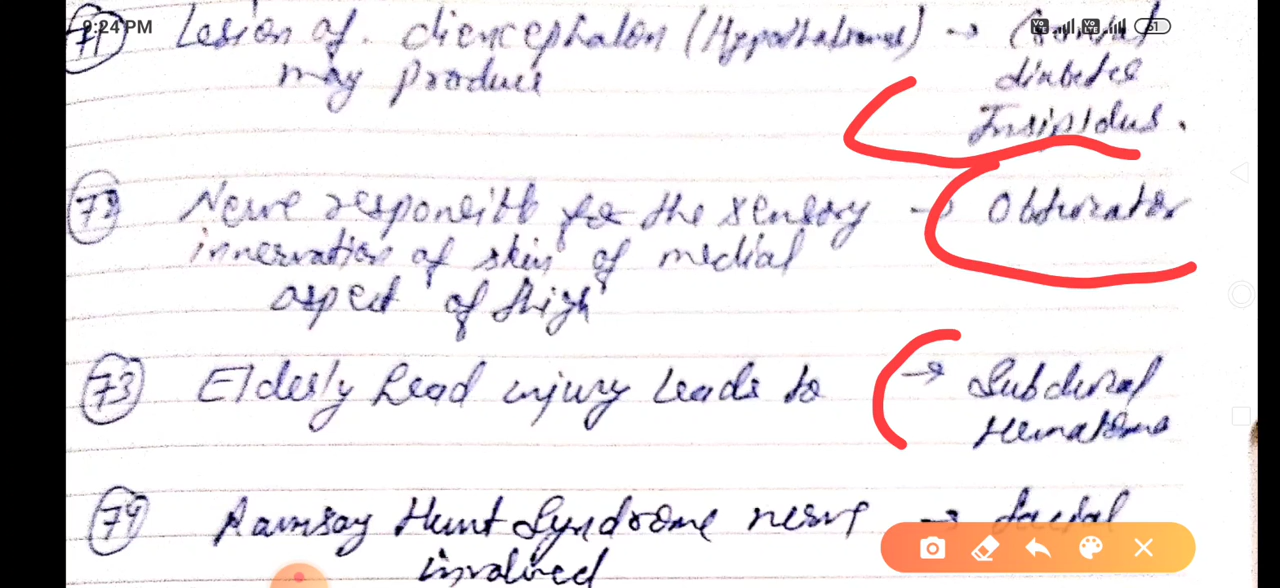 9:24 PM
51
71 Lesion of. diencephalon (Hypothalamus) → Central
may produce diabetes
Insipidus.
72 Nerve responsible for the sensory → Obturator
innervation of skin of medial
aspect of thigh
73 Elderly head injury leads to → Subdural
Hematoma
74 Ramsay Hunt Syndrome nerve → facial
involved